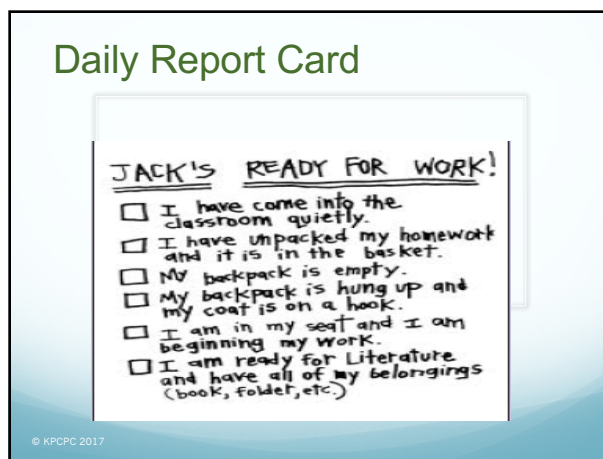 Daily Report Card
JACK'S READY FOR WORK!
I have come into the
classroom quietly.
I have unpacked my homework
and it is in the basket.
My backpack is empty.
My backpack is hung up and
my coat is on a hook.
I am in my seat and I am
beginning my work.
I am ready for Literature
and have all of my belongings
(book, folder, etc.)
© KPCPC 2017